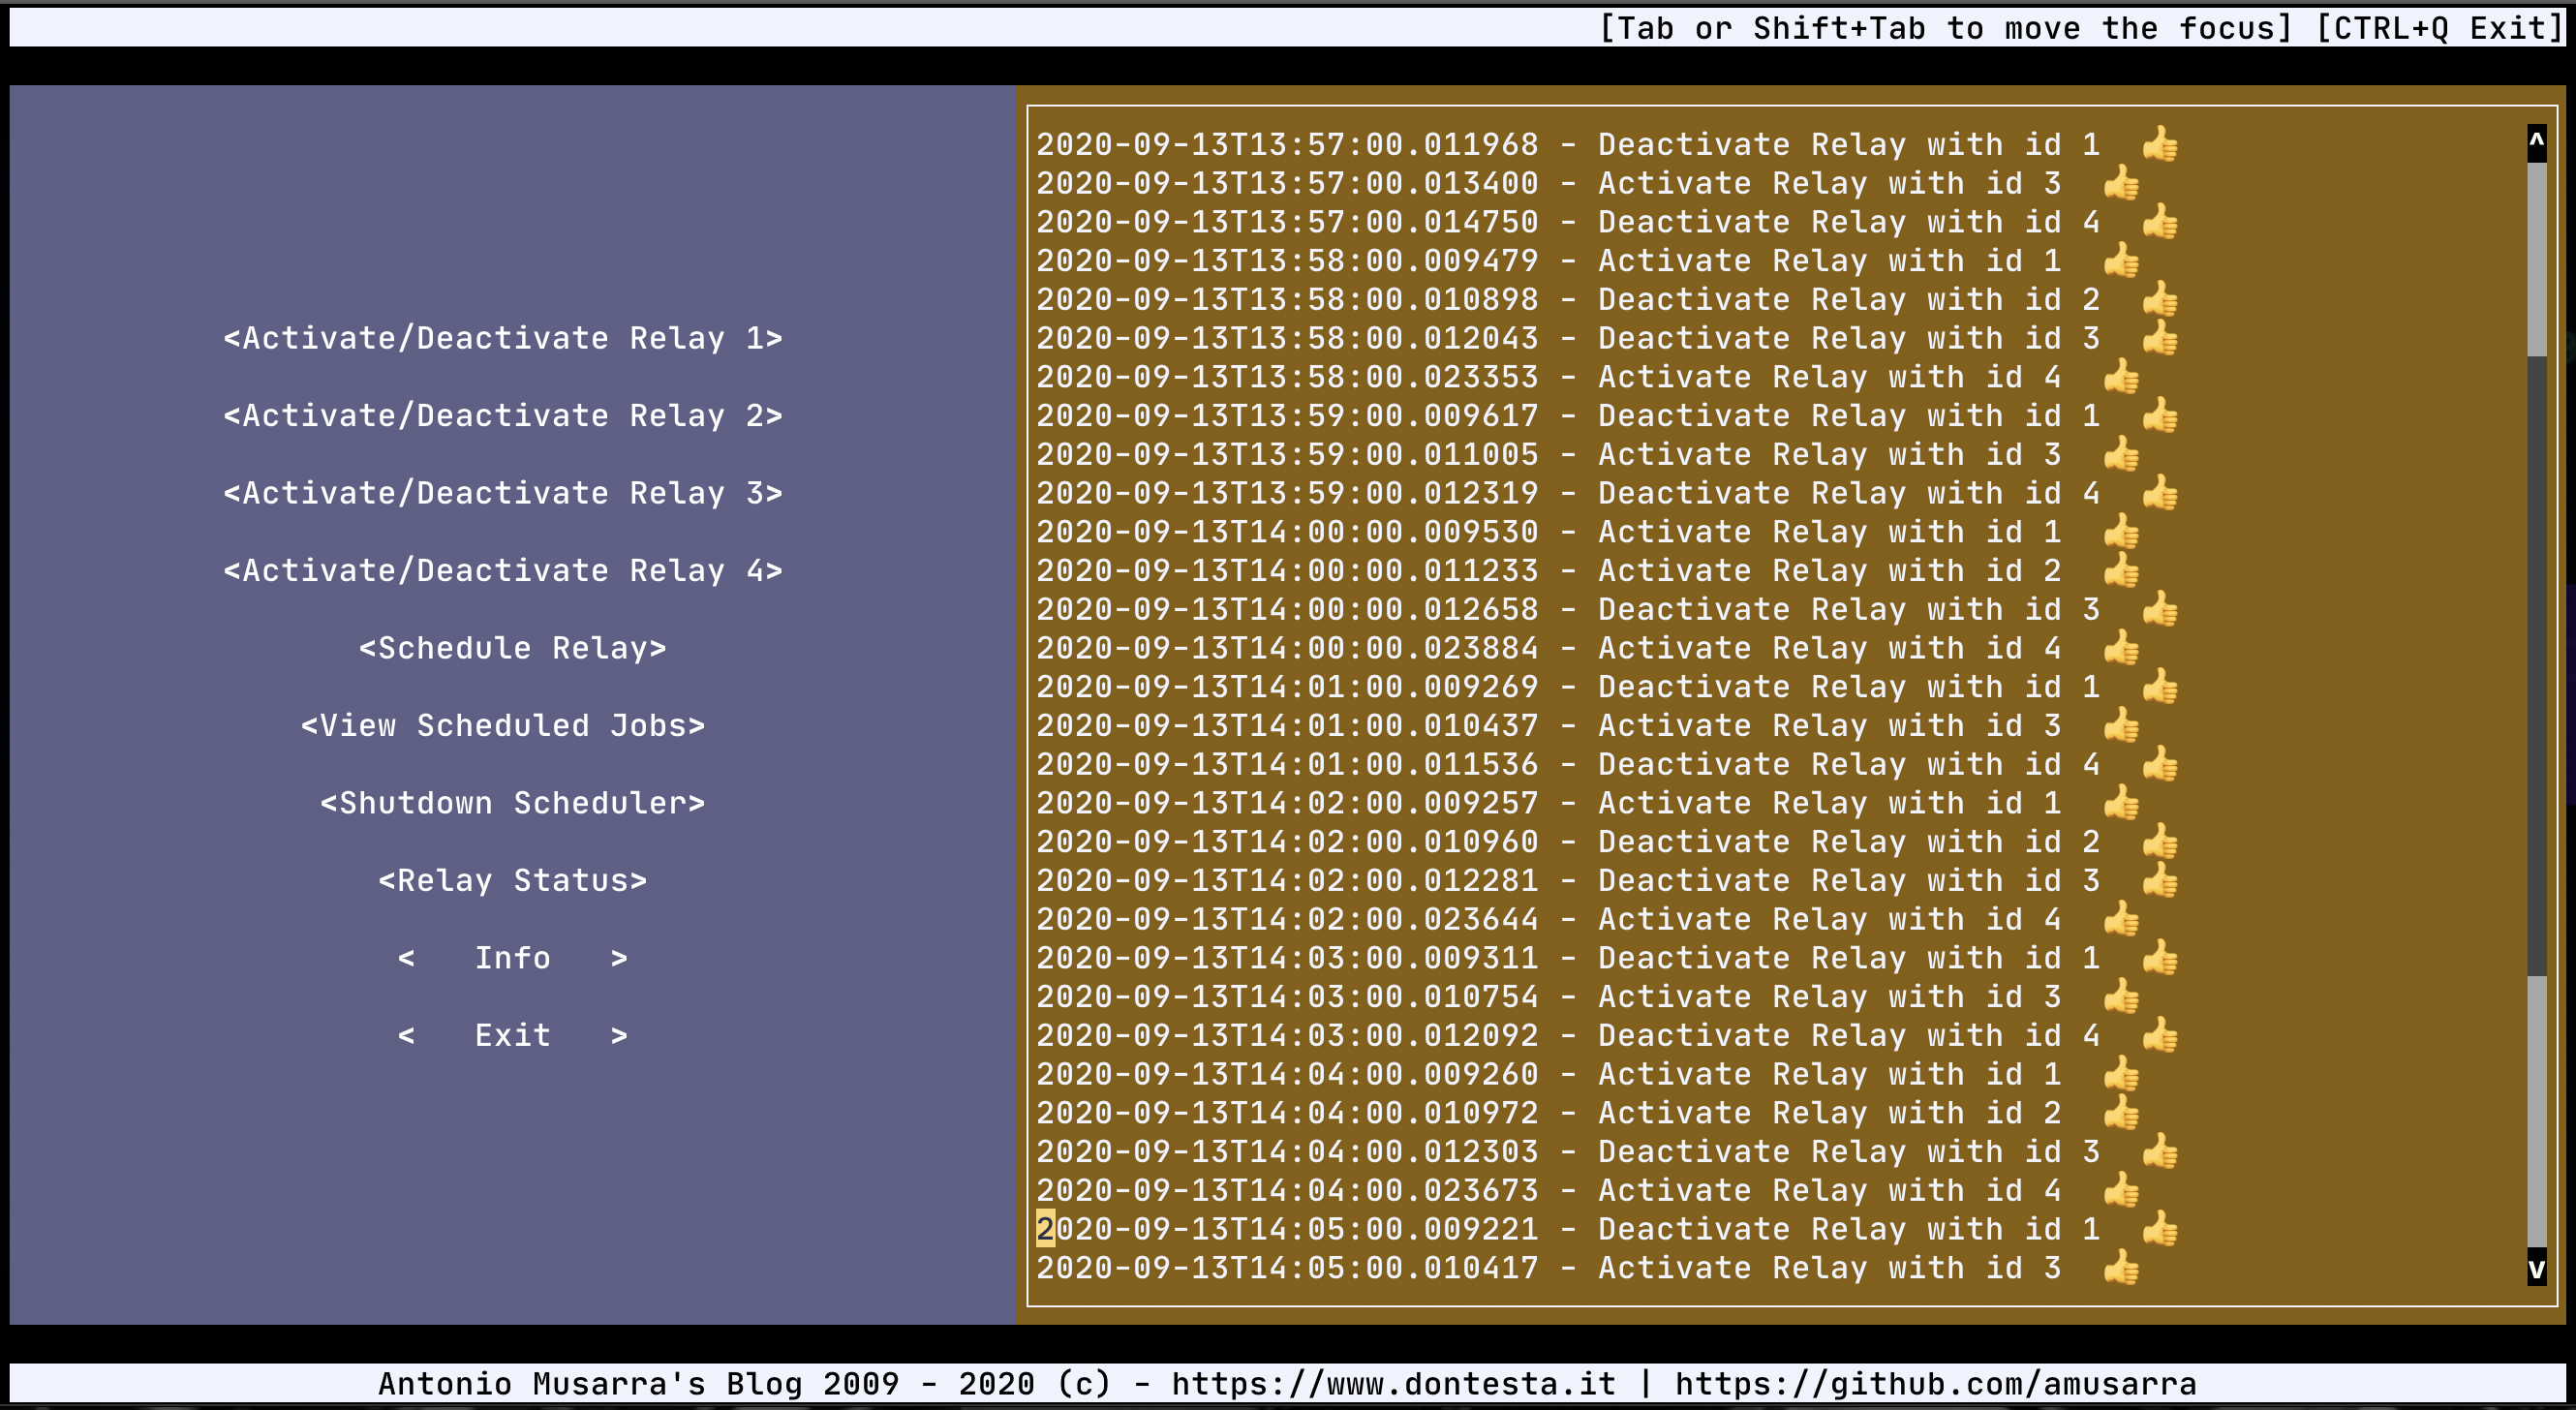 [Tab or Shift+Tab to move the focus] [CTRL+Q Exit]
<Activate/Deactivate Relay 1>
<Activate/Deactivate Relay 2>
<Activate/Deactivate Relay 3>
<Activate/Deactivate Relay 4>
<Schedule Relay>
<View Scheduled Jobs>
<Shutdown Scheduler>
<Relay Status>
<   Info   >
<   Exit   >
2020-09-13T13:57:00.011968 - Deactivate Relay with id 1 👍
2020-09-13T13:57:00.013400 - Activate Relay with id 3 👍
2020-09-13T13:57:00.014750 - Deactivate Relay with id 4 👍
2020-09-13T13:58:00.009479 - Activate Relay with id 1 👍
2020-09-13T13:58:00.010898 - Deactivate Relay with id 2 👍
2020-09-13T13:58:00.012043 - Deactivate Relay with id 3 👍
2020-09-13T13:58:00.023353 - Activate Relay with id 4 👍
2020-09-13T13:59:00.009617 - Deactivate Relay with id 1 👍
2020-09-13T13:59:00.011005 - Activate Relay with id 3 👍
2020-09-13T13:59:00.012319 - Deactivate Relay with id 4 👍
2020-09-13T14:00:00.009530 - Activate Relay with id 1 👍
2020-09-13T14:00:00.011233 - Activate Relay with id 2 👍
2020-09-13T14:00:00.012658 - Deactivate Relay with id 3 👍
2020-09-13T14:00:00.023884 - Activate Relay with id 4 👍
2020-09-13T14:01:00.009269 - Deactivate Relay with id 1 👍
2020-09-13T14:01:00.010437 - Activate Relay with id 3 👍
2020-09-13T14:01:00.011536 - Deactivate Relay with id 4 👍
2020-09-13T14:02:00.009257 - Activate Relay with id 1 👍
2020-09-13T14:02:00.010960 - Deactivate Relay with id 2 👍
2020-09-13T14:02:00.012281 - Deactivate Relay with id 3 👍
2020-09-13T14:02:00.023644 - Activate Relay with id 4 👍
2020-09-13T14:03:00.009311 - Deactivate Relay with id 1 👍
2020-09-13T14:03:00.010754 - Activate Relay with id 3 👍
2020-09-13T14:03:00.012092 - Deactivate Relay with id 4 👍
2020-09-13T14:04:00.009260 - Activate Relay with id 1 👍
2020-09-13T14:04:00.010972 - Activate Relay with id 2 👍
2020-09-13T14:04:00.012303 - Deactivate Relay with id 3 👍
2020-09-13T14:04:00.023673 - Activate Relay with id 4 👍
2020-09-13T14:05:00.009221 - Deactivate Relay with id 1 👍
2020-09-13T14:05:00.010417 - Activate Relay with id 3 👍
^
v
Antonio Musarra's Blog 2009 - 2020 (c) - https://www.dontesta.it | https://github.com/amusarra